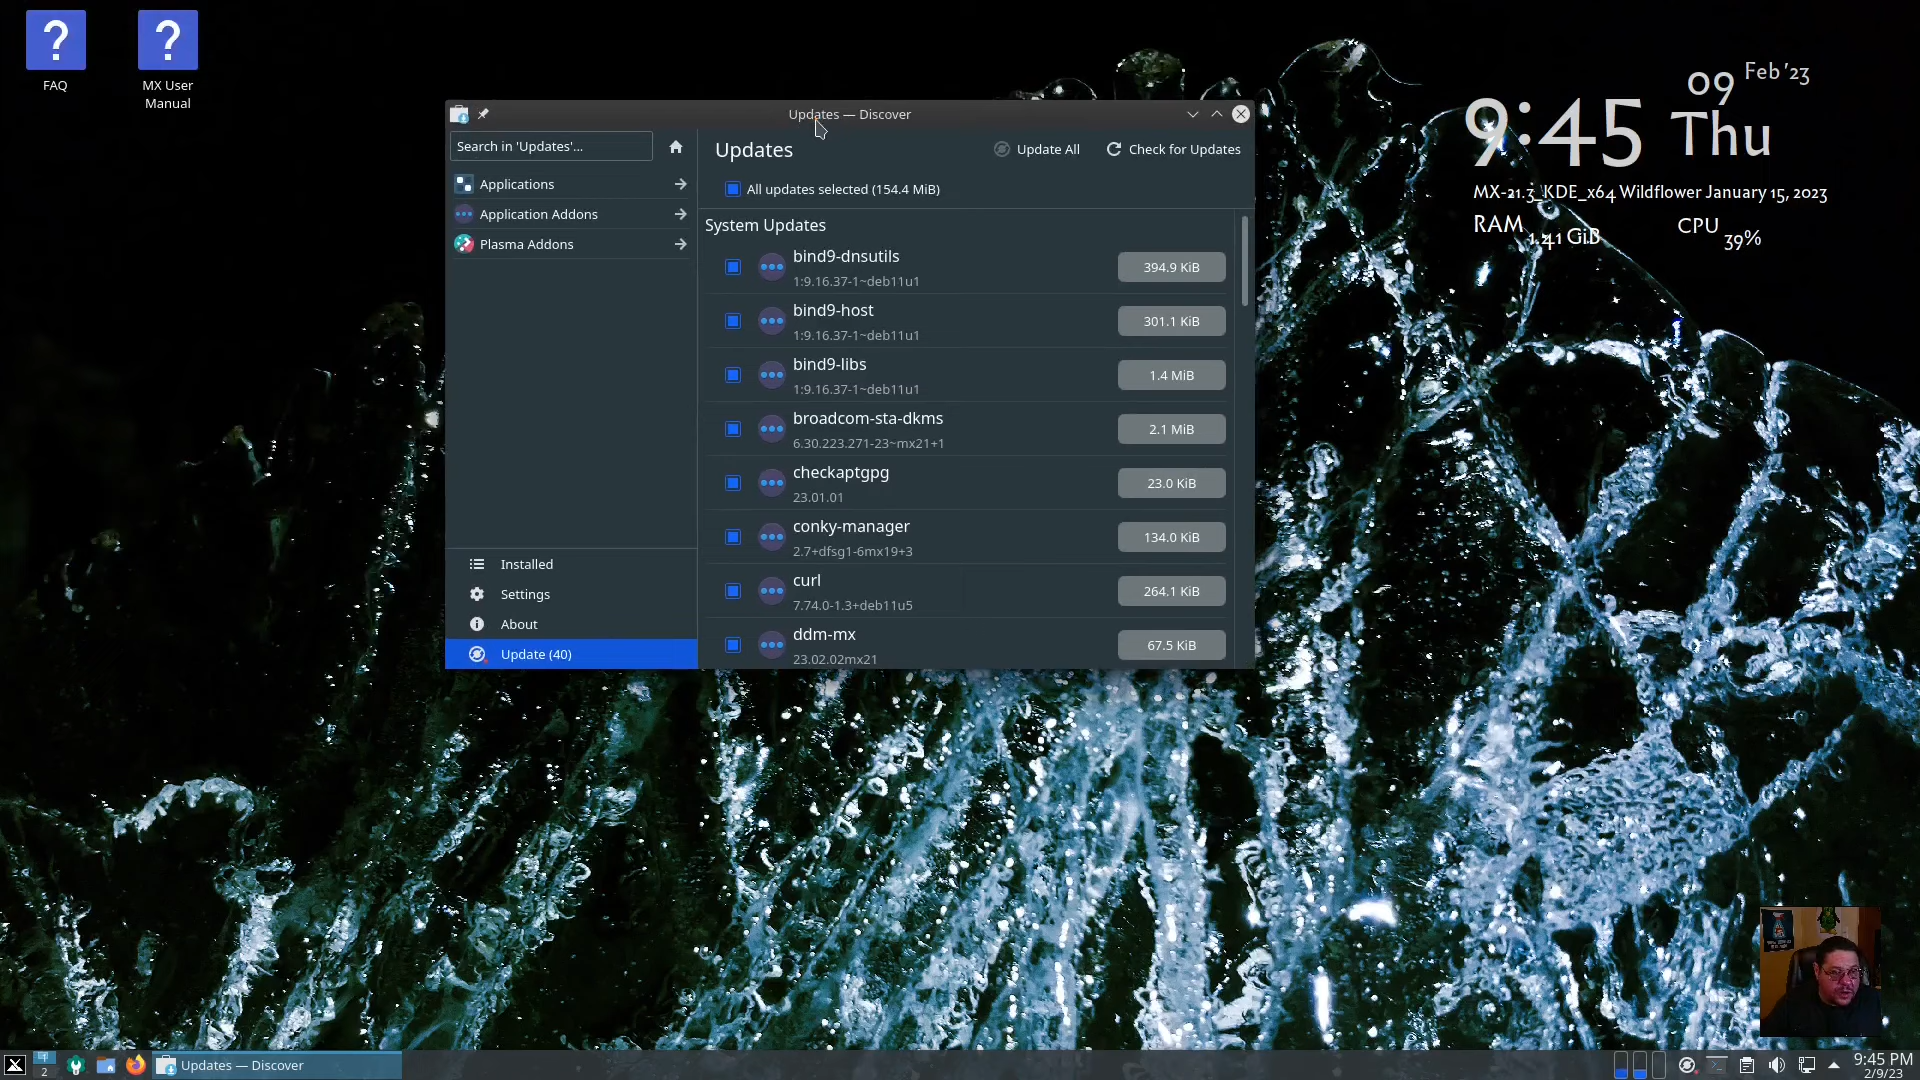 FAQ
MX User
Manual
09 Feb '23
9:45 Thu
MX-21.3_KDE_x64 Wildflower January 15, 2023
RAM 1.41 GiB CPU 39%
Updates — Discover
Search in 'Updates'...
Updates
Update All
Check for Updates
Applications
Application Addons
Plasma Addons
All updates selected (154.4 MiB)
System Updates
bind9-dnsutils
1:9.16.37-1~deb11u1
394.9 KiB
bind9-host
1:9.16.37-1~deb11u1
301.1 KiB
bind9-libs
1:9.16.37-1~deb11u1
1.4 MiB
broadcom-sta-dkms
6.30.223.271-23~mx21+1
2.1 MiB
checkaptgpg
23.01.01
23.0 KiB
conky-manager
2.7+dfsg1-6mx19+3
134.0 KiB
curl
7.74.0-1.3+deb11u5
264.1 KiB
ddm-mx
23.02.02mx21
67.5 KiB
Installed
Settings
About
Update (40)
2
Updates — Discover
9:45 PM
2/9/23